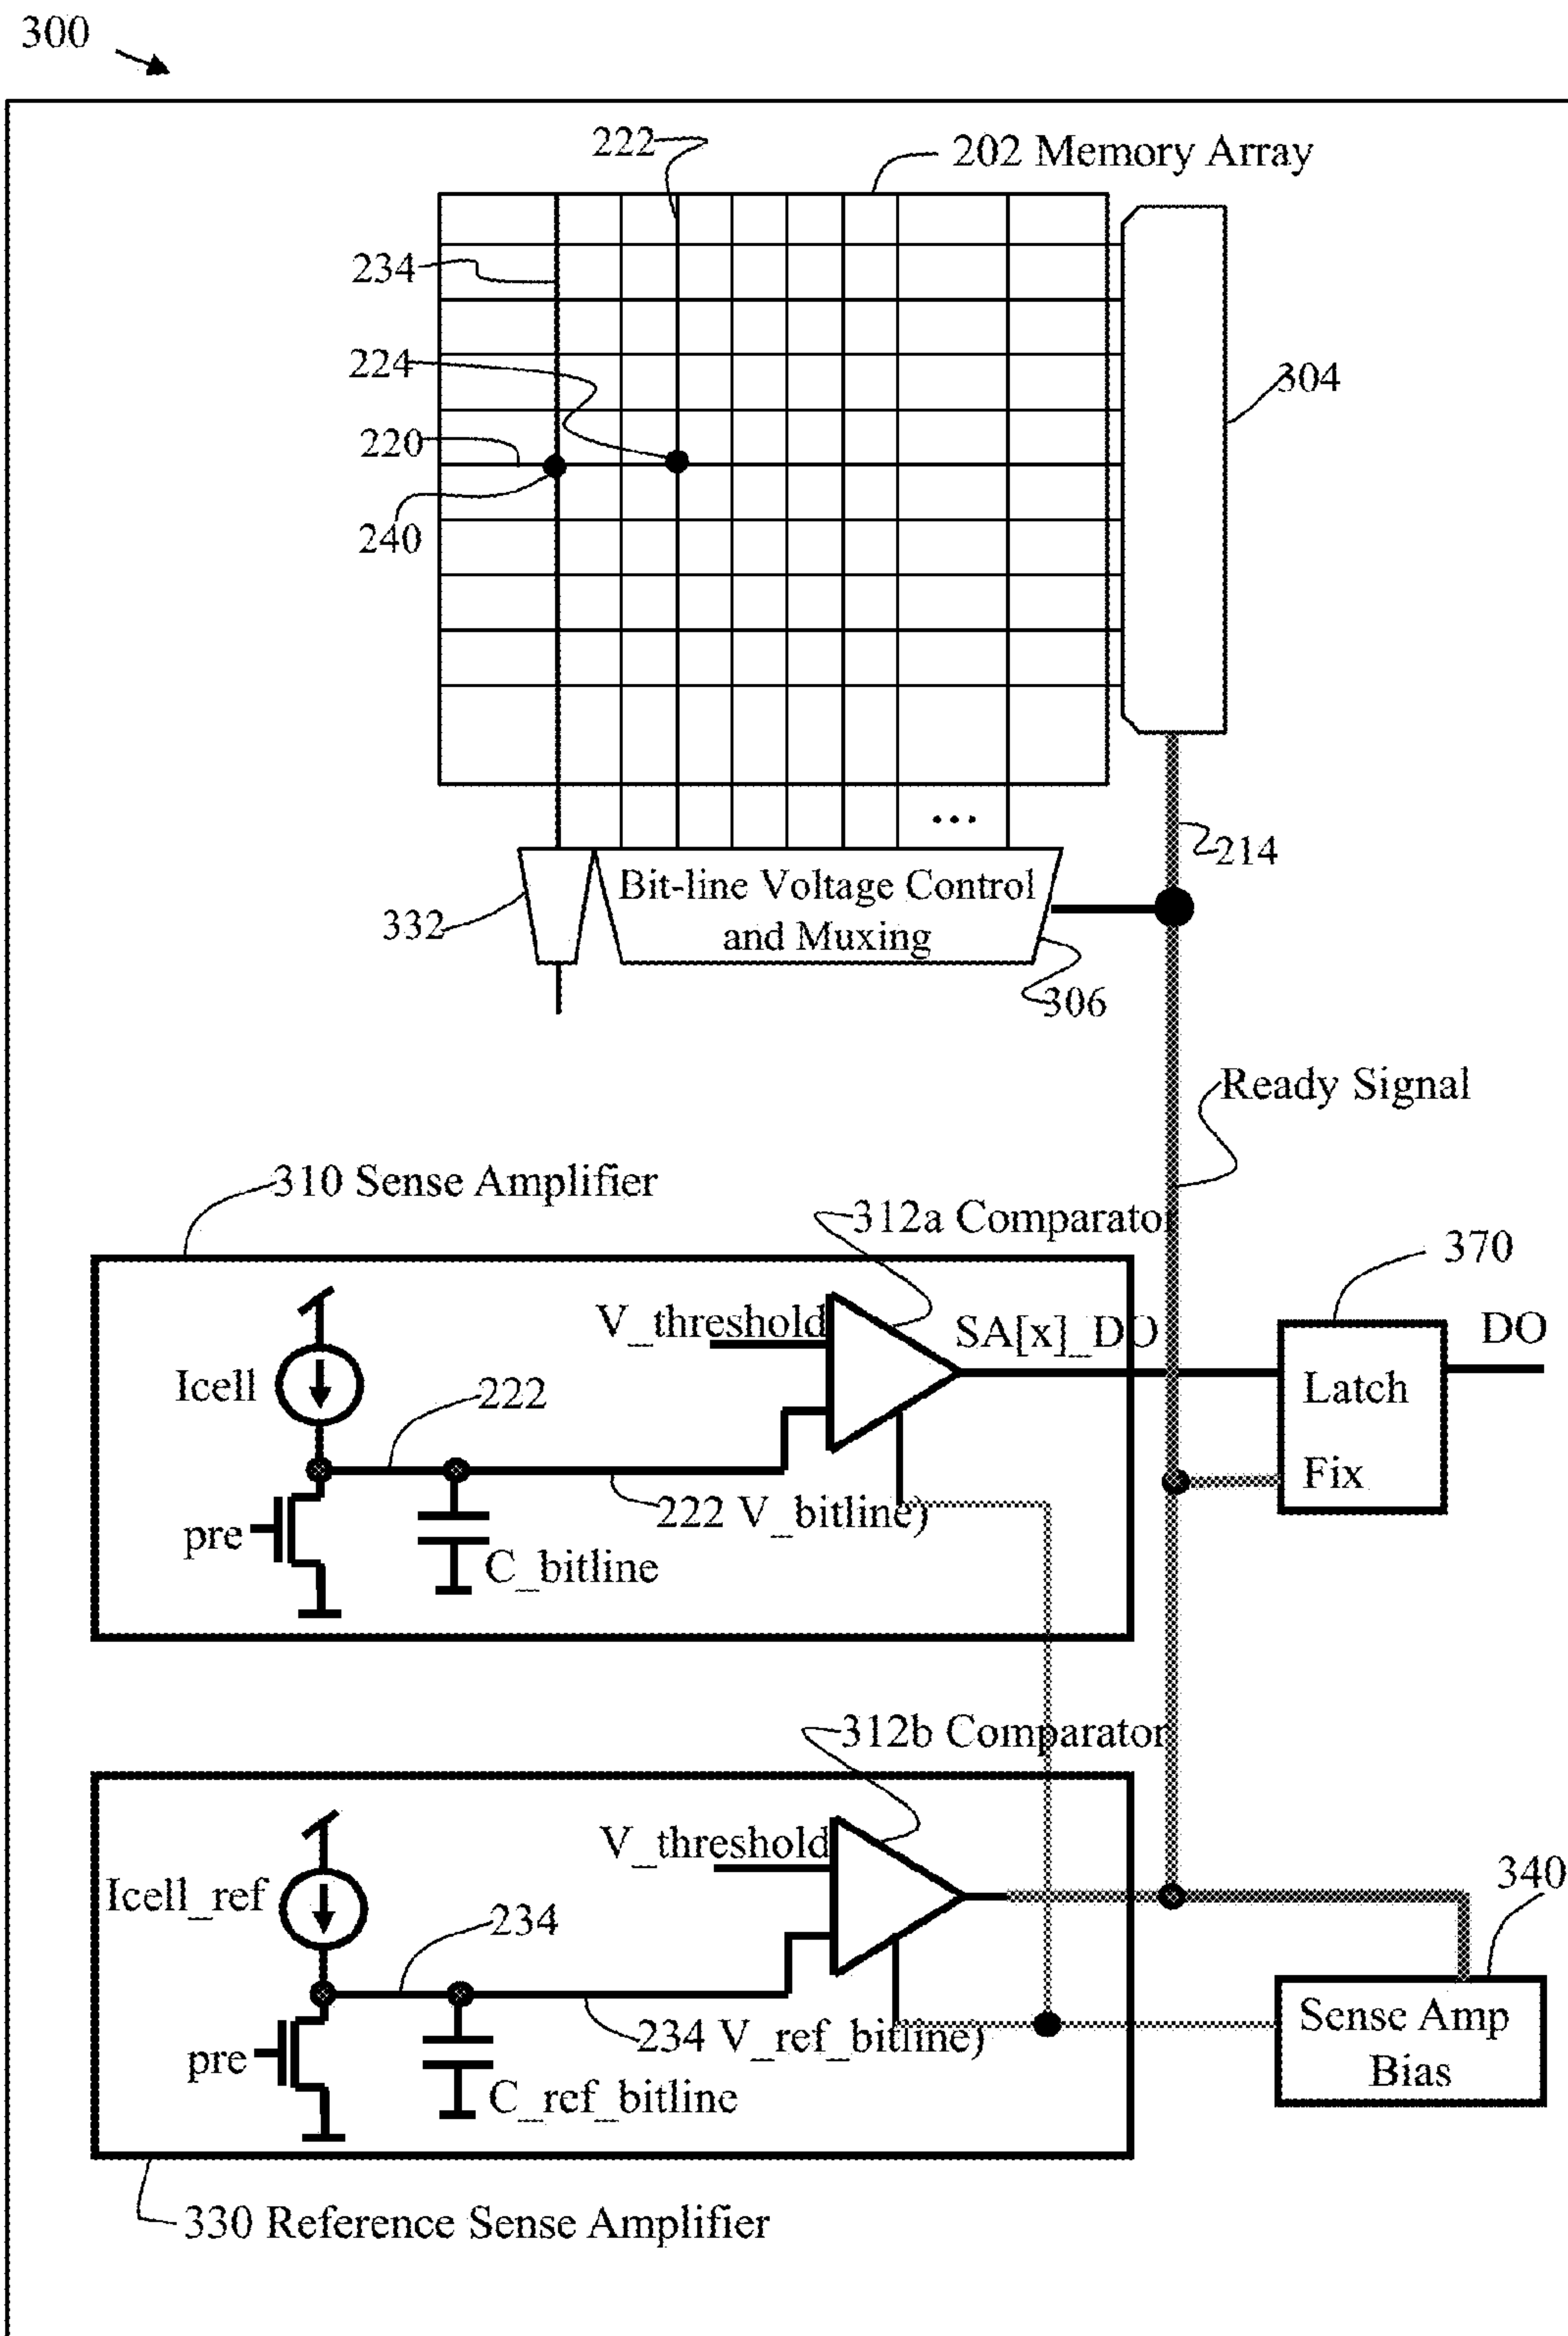 300
222
202 Memory Array
234
224
304
220
240
...
214
Bit-line Voltage Control
and Muxing
332
306
Ready Signal
310 Sense Amplifier
312a Comparator
370
V_threshold
SA[x]_DO
DO
Icell
222
Latch
Fix
222 V_bitline)
pre
C_bitline
312b Comparator
V_threshold
340
Icell_ref
234
Sense Amp
Bias
234 V_ref_bitline)
pre
C_ref_bitline
330 Reference Sense Amplifier